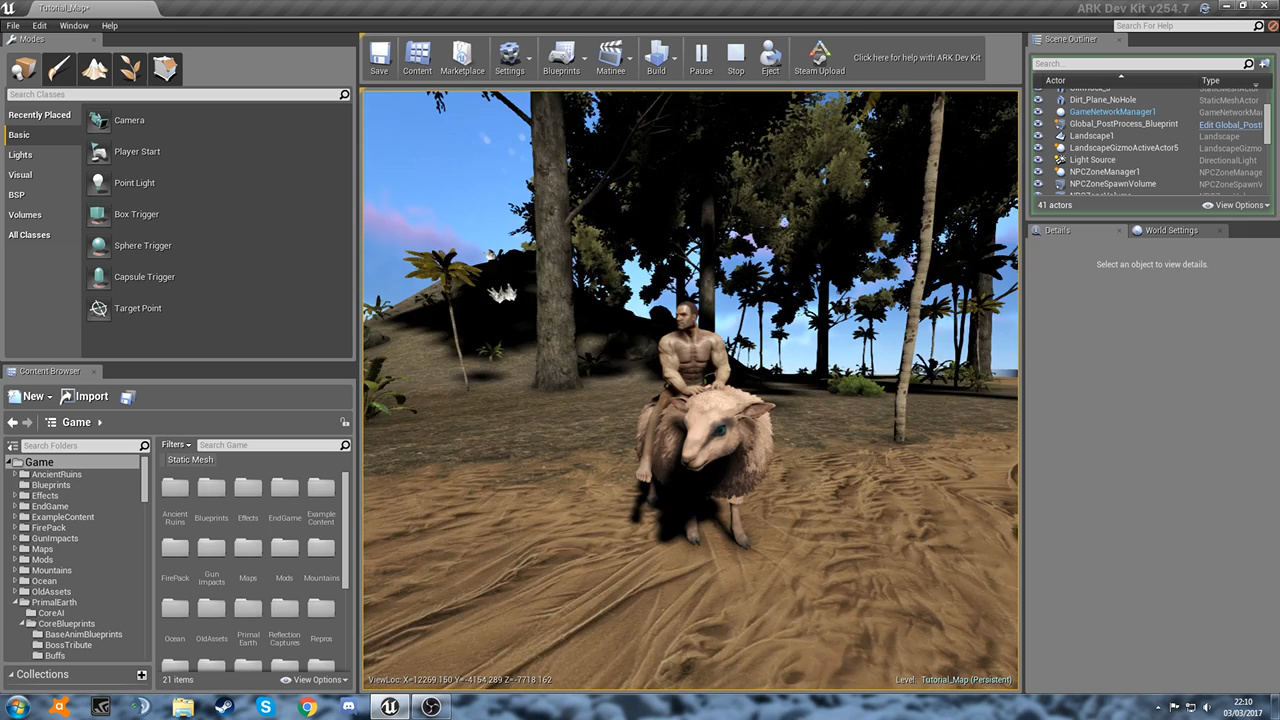 Tutorial_Map*
ARK Dev Kit v254.7
File Edit Window Help
Search For Help
Modes
Search Classes
Recently Placed
Basic
Lights
Visual
BSP
Volumes
All Classes
Camera
Player Start
Point Light
Box Trigger
Sphere Trigger
Capsule Trigger
Target Point
Save Content Marketplace Settings Blueprints Matinee Build Pause Stop Eject Steam Upload Click here for help with ARK Dev Kit
ViewLoc: X=12269.150 Y=-4154.289 Z=-7718.162
Level: Tutorial_Map (Persistent)
Scene Outliner
Search...
Actor Type
Dirt_Plane_NoHole StaticMeshActor
GameNetworkManager1 GameNetworkMa
Global_PostProcess_Blueprint Edit Global_Post
Landscape1 Landscape
LandscapeGizmoActiveActor5 LandscapeGizmo
Light Source DirectionalLight
NPCZoneManager1 NPCZoneManage
NPCZoneSpawnVolume NPCZoneSpawnV
41 actors View Options
Details World Settings
Select an object to view details.
Content Browser
New Import
Game
Search Folders
Game
AncientRuins
Blueprints
Effects
EndGame
ExampleContent
FirePack
GunImpacts
Maps
Mods
Mountains
Ocean
OldAssets
PrimalEarth
CoreAI
CoreBlueprints
BaseAnimBlueprints
BossTribute
Buffs
Collections
Filters Search Game
Static Mesh
Ancient Ruins Blueprints Effects EndGame Example Content
FirePack Gun Impacts Maps Mods Mountains
Ocean OldAssets Primal Earth Reflection Captures Repros
21 items View Options
22:10
03/03/2017